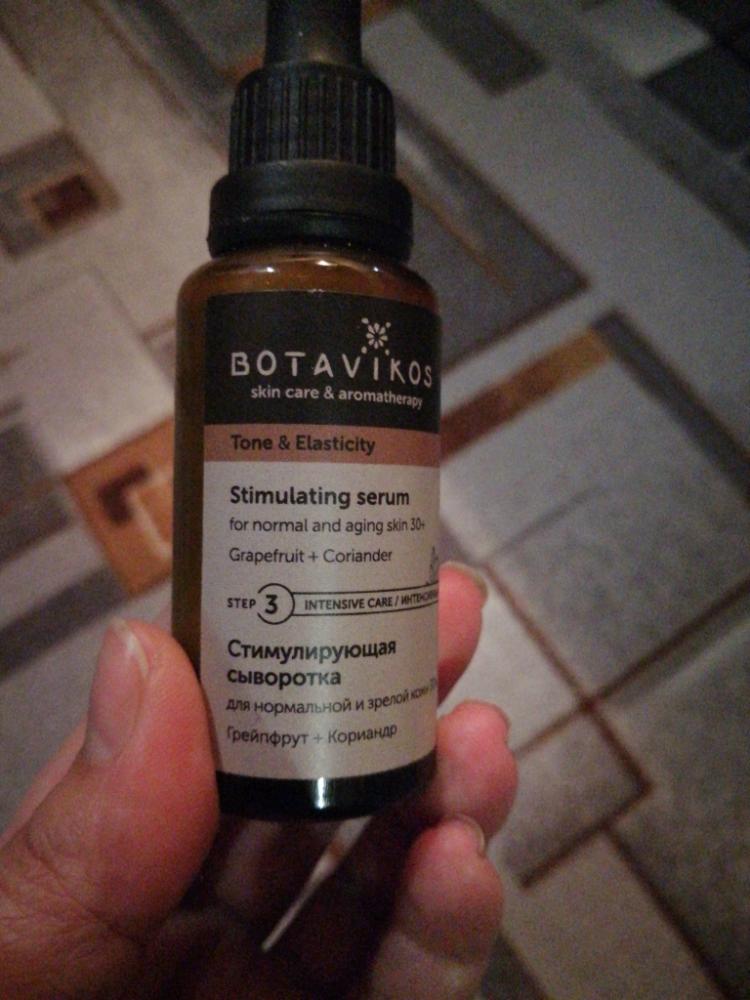 BOTAVIKOS
skin care & aromatherapy
Tone & Elasticity
Stimulating serum
for normal and aging skin 30+
Grapefruit + Coriander
STEP 3 INTENSIVE CARE /
Стимулирующая
сыворотка
для нормальной и зрелой кожи
Грейпфрут + Кориандр